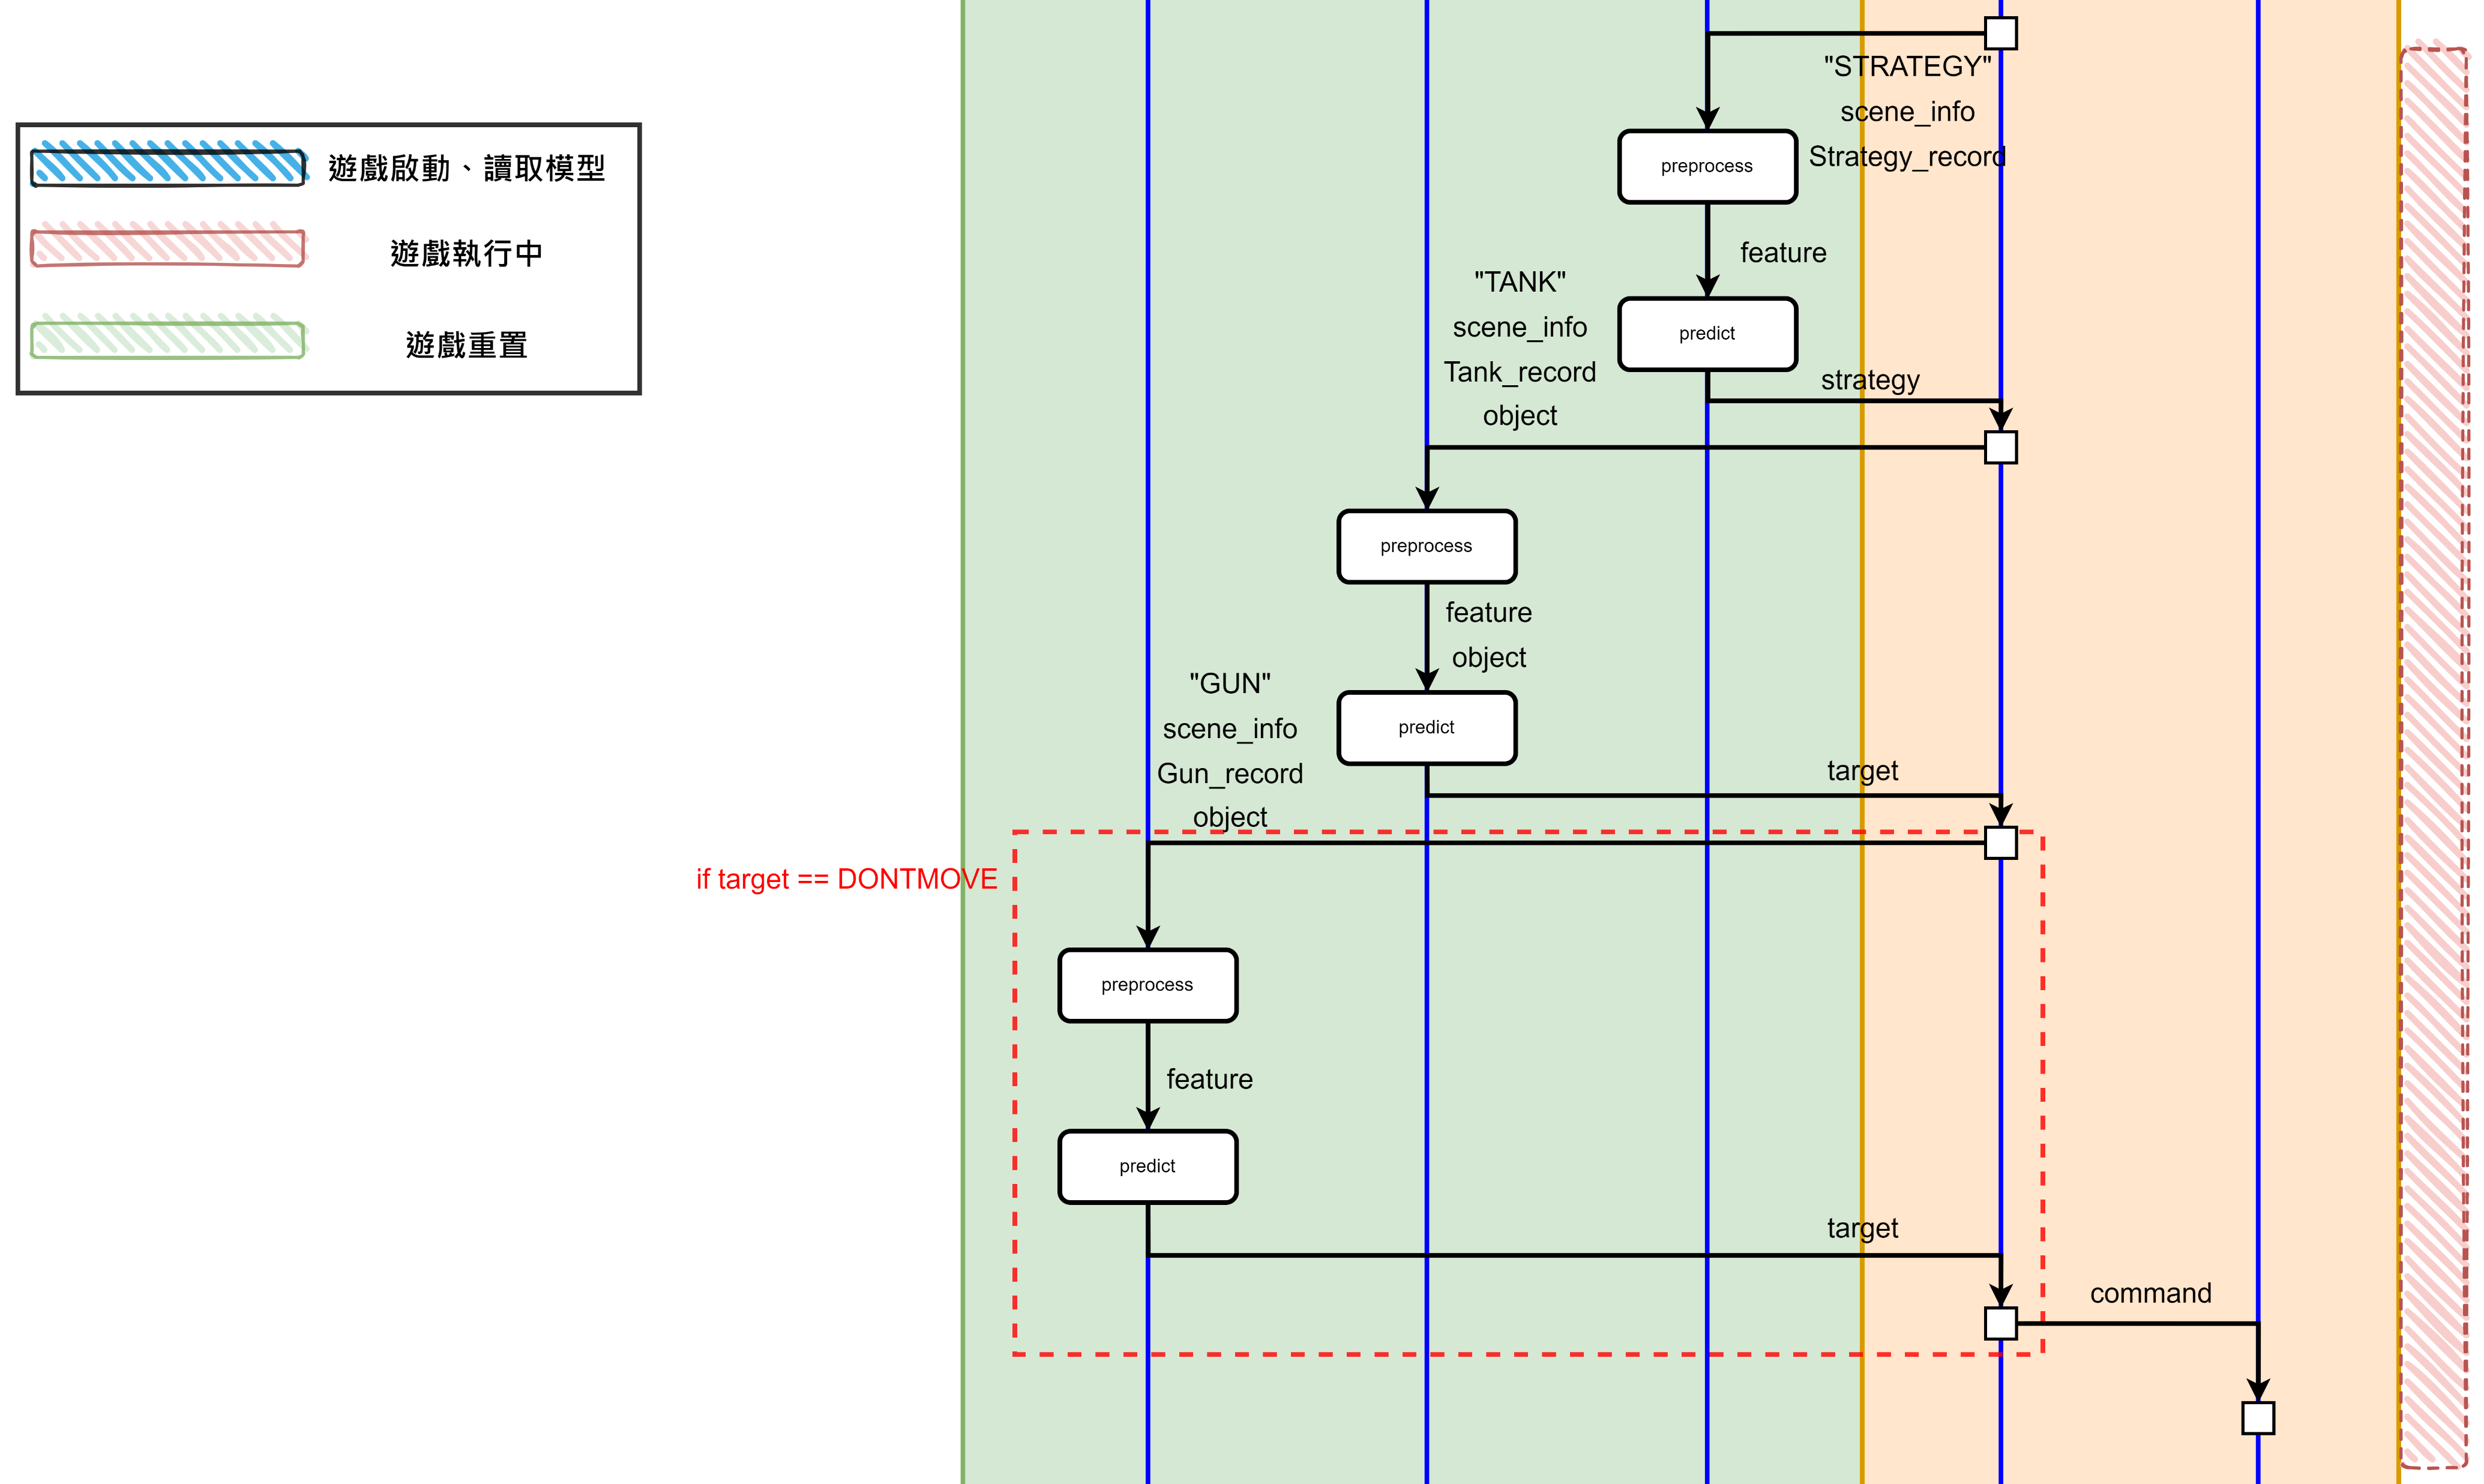 遊戲啟動、讀取模型
遊戲執行中
遊戲重置
"STRATEGY"
scene_info
Strategy_record
preprocess
feature
predict
strategy
"TANK"
scene_info
Tank_record
object
preprocess
feature
object
predict
target
"GUN"
scene_info
Gun_record
object
if target == DONTMOVE
preprocess
feature
predict
target
command